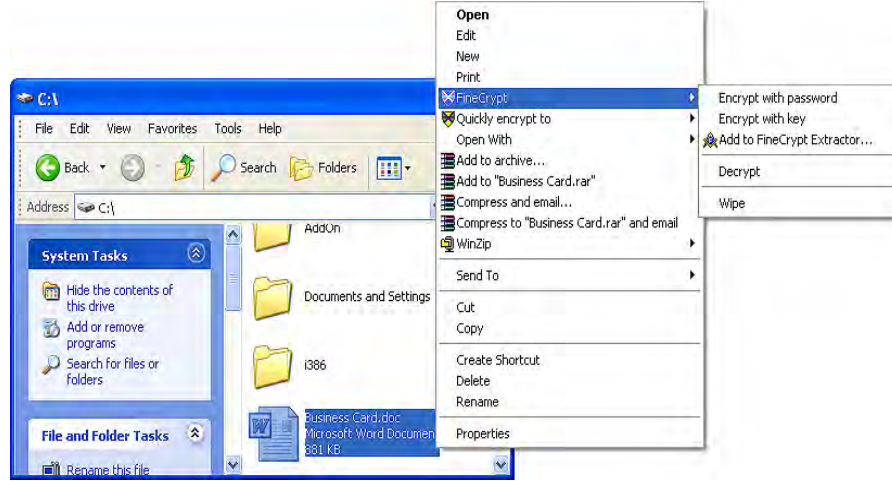 C:\
File Edit View Favorites Tools Help
Back Search Folders
Address C:\
System Tasks
Hide the contents of
this drive
Add or remove
programs
Search for files or
folders
File and Folder Tasks
Rename this file
AddOn
Documents and Settings
i386
Business Card.doc
Microsoft Word Documen
881 KB
Open
Edit
New
Print
FineCrypt
Quickly encrypt to
Open With
Add to archive...
Add to "Business Card.rar"
Compress and email...
Compress to "Business Card.rar" and email
WinZip
Send To
Cut
Copy
Create Shortcut
Delete
Rename
Properties
Encrypt with password
Encrypt with key
Add to FineCrypt Extractor...
Decrypt
Wipe